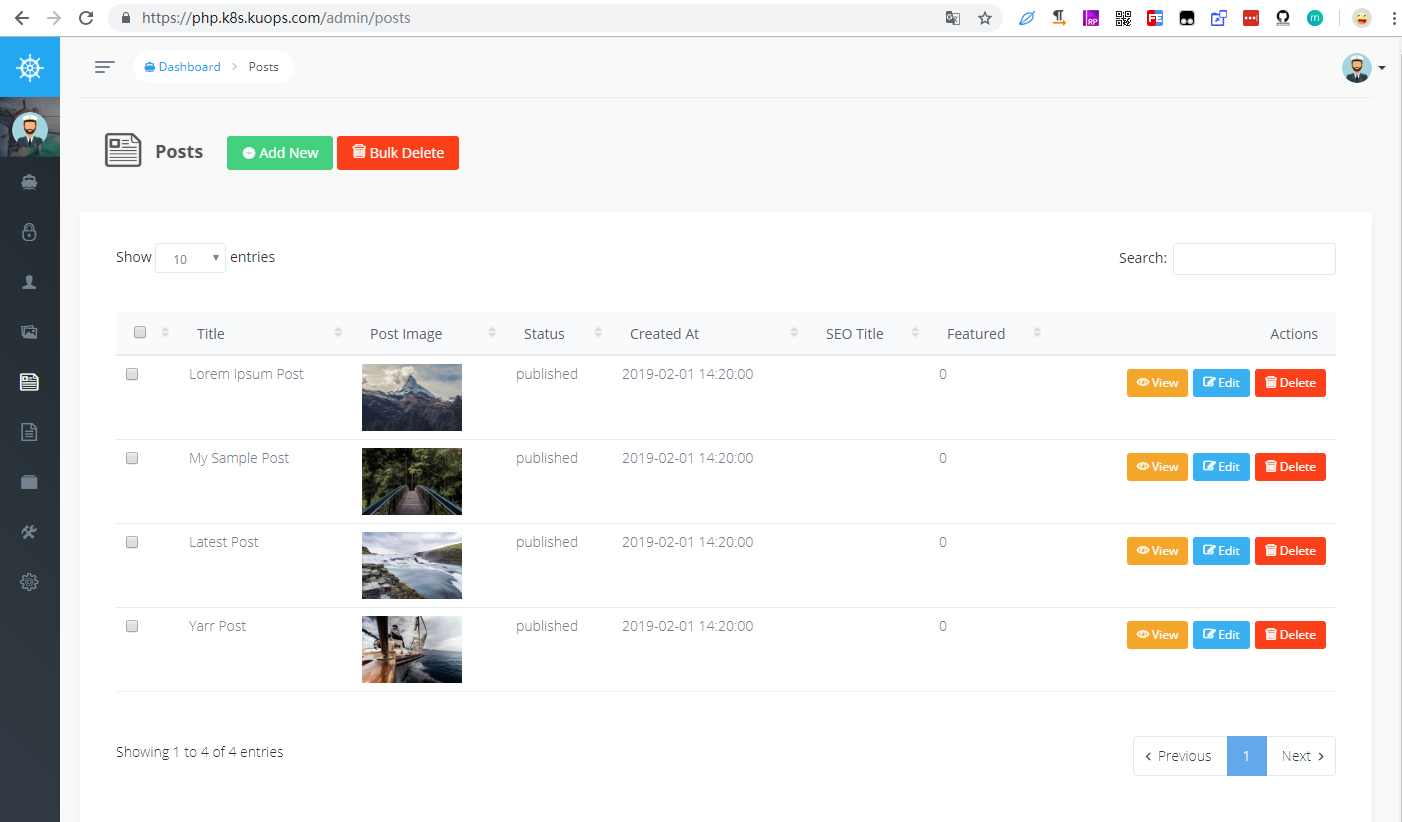 https://php.k8s.kuops.com/admin/posts
Dashboard > Posts
Posts
Add New
Bulk Delete
Show 10 entries
Search:
Title Post Image Status Created At SEO Title Featured Actions
Lorem Ipsum Post published 2019-02-01 14:20:00 0 View Edit Delete
My Sample Post published 2019-02-01 14:20:00 0 View Edit Delete
Latest Post published 2019-02-01 14:20:00 0 View Edit Delete
Yarr Post published 2019-02-01 14:20:00 0 View Edit Delete
Showing 1 to 4 of 4 entries
‹ Previous 1 Next ›